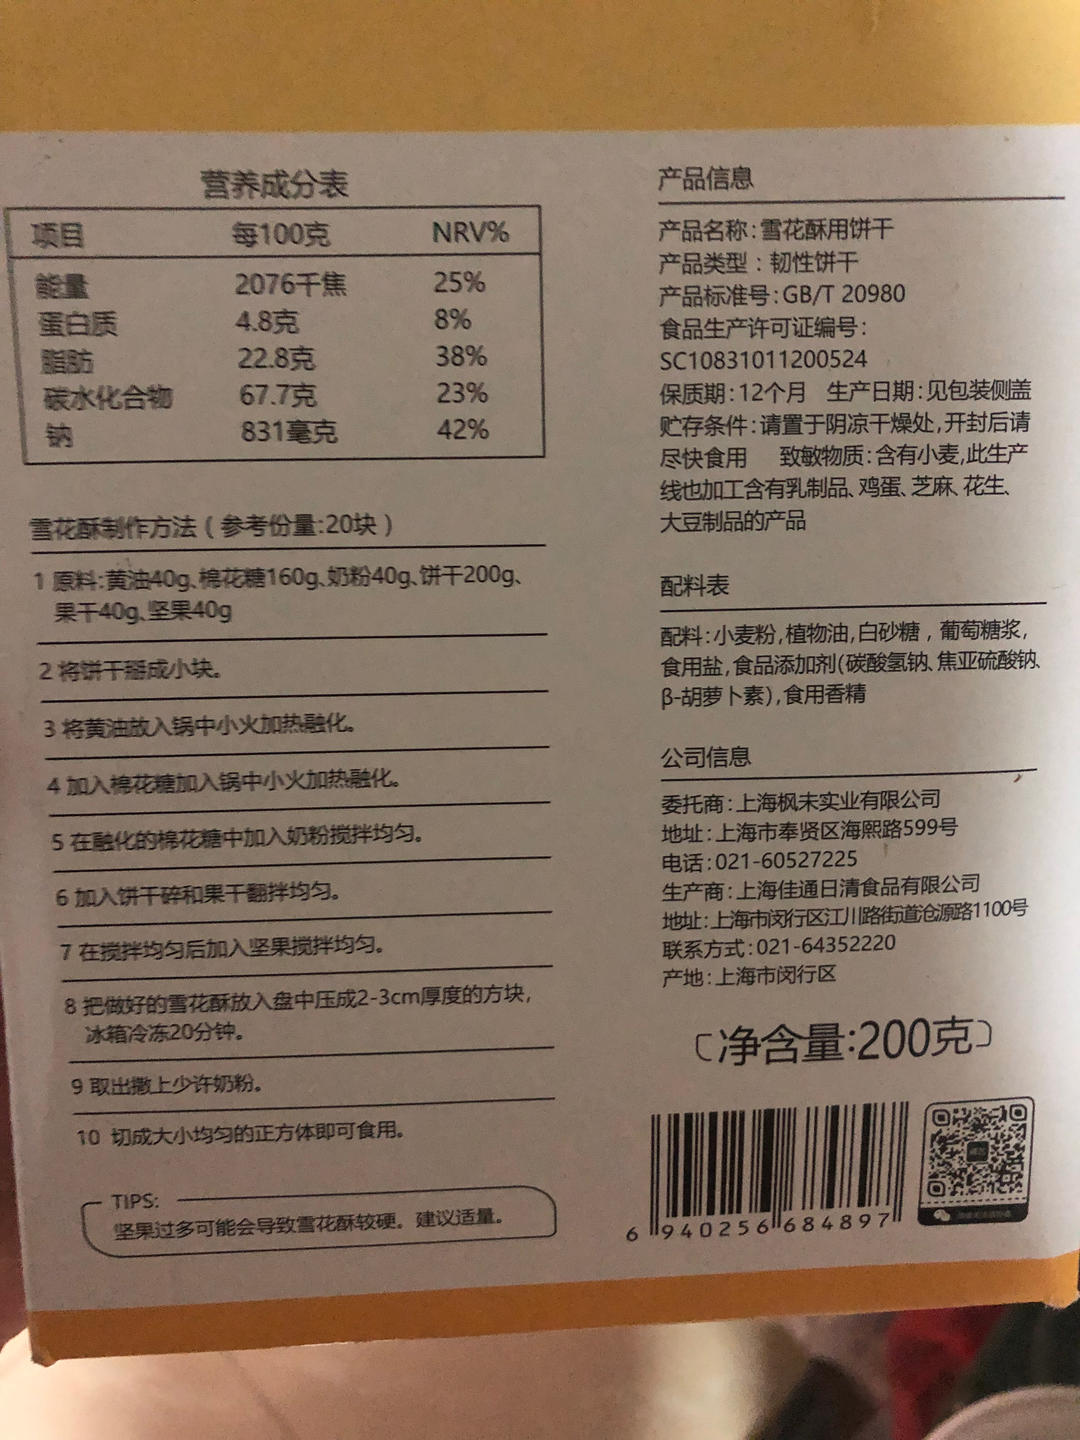 营养成分表
项目 每100克 NRV%
能量 2076千焦 25%
蛋白质 4.8克 8%
脂肪 22.8克 38%
碳水化合物 67.7克 23%
钠 831毫克 42%
雪花酥制作方法（参考份量:20块）
1 原料:黄油40g、棉花糖160g、奶粉40g、饼干200g、
果干40g、坚果40g
2 将饼干掰成小块。
3 将黄油放入锅中小火加热融化。
4 加入棉花糖加入锅中小火加热融化。
5 在融化的棉花糖中加入奶粉搅拌均匀。
6 加入饼干碎和果干翻拌均匀。
7 在搅拌均匀后加入坚果搅拌均匀。
8 把做好的雪花酥放入盘中压成2-3cm厚度的方块，
冰箱冷冻20分钟。
9 取出撒上少许奶粉。
10 切成大小均匀的正方体即可食用。
TIPS:
坚果过多可能会导致雪花酥较硬。建议适量。
产品信息
产品名称:雪花酥用饼干
产品类型：韧性饼干
产品标准号:GB/T 20980
食品生产许可证编号:
SC10831011200524
保质期:12个月 生产日期:见包装侧盖
贮存条件:请置于阴凉干燥处,开封后请
尽快食用 致敏物质:含有小麦,此生产
线也加工含有乳制品、鸡蛋、芝麻、花生、
大豆制品的产品
配料表
配料:小麦粉,植物油,白砂糖，葡萄糖浆,
食用盐,食品添加剂(碳酸氢钠、焦亚硫酸钠、
β-胡萝卜素),食用香精
公司信息
委托商:上海枫未实业有限公司
地址:上海市奉贤区海熙路599号
电话:021-60527225
生产商:上海佳通日清食品有限公司
地址:上海市闵行区江川路街道沧源路1100号
联系方式:021-64352220
产地:上海市闵行区
净含量:200克
6 940256 684897